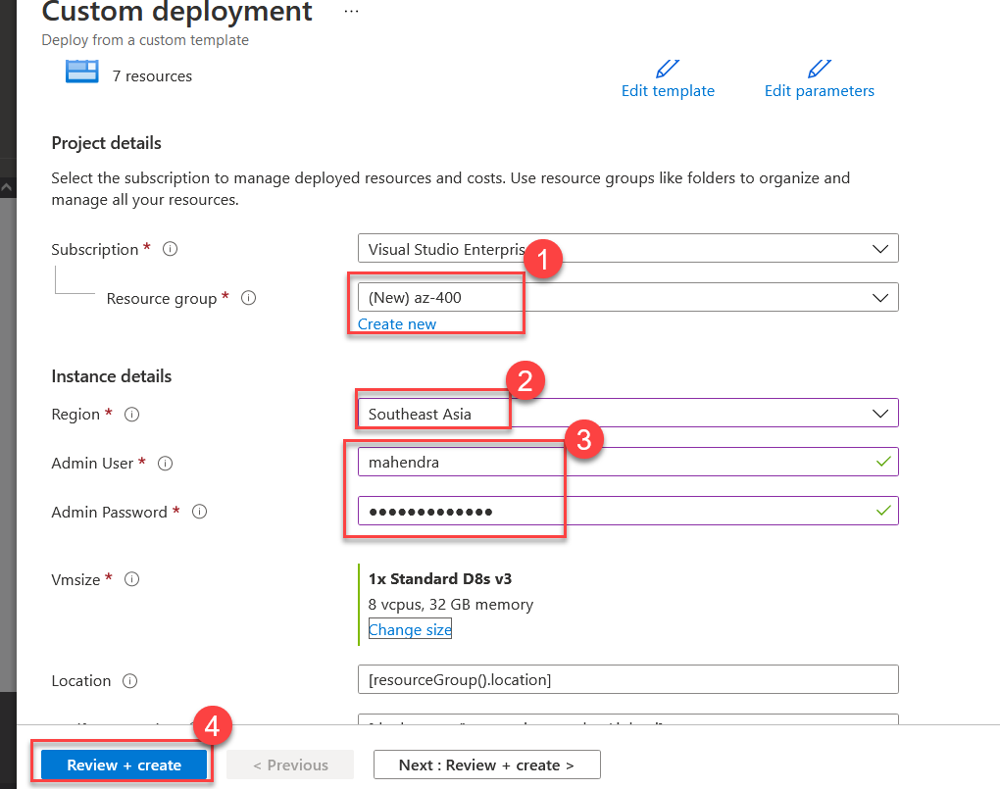 Custom deployment ...
Deploy from a custom template
7 resources
Edit template
Edit parameters
Project details
Select the subscription to manage deployed resources and costs. Use resource groups like folders to organize and
manage all your resources.
Subscription *
Visual Studio Enterpris
1
Resource group *
(New) az-400
Create new
Instance details
2
Region *
Southeast Asia
3
Admin User *
mahendra
Admin Password *
●●●●●●●●●●●●●
Vmsize *
1x Standard D8s v3
8 vcpus, 32 GB memory
Change size
Location
[resourceGroup().location]
4
Review + create
< Previous
Next : Review + create >